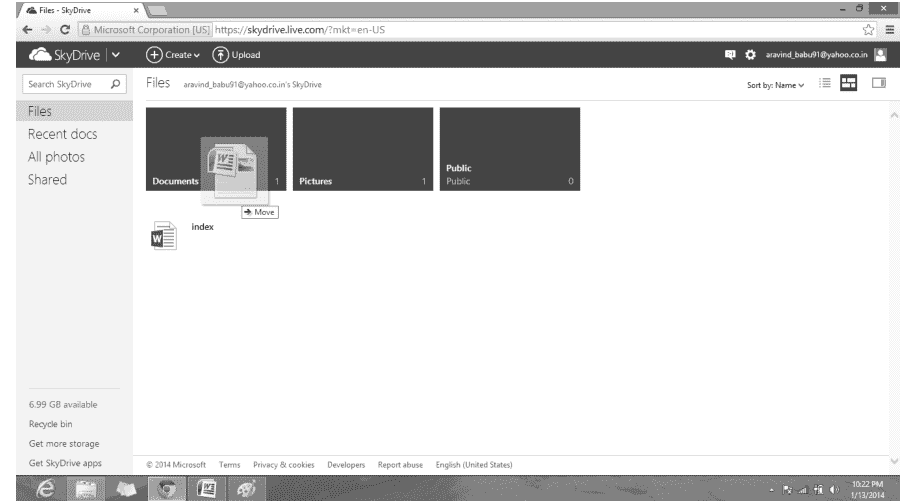 Files - SkyDrive ×
Microsoft Corporation [US] https://skydrive.live.com/?mkt=en-US
SkyDrive Create Upload aravind_babu91@yahoo.co.in
Search SkyDrive Files aravind_babu91@yahoo.co.in's SkyDrive Sort by: Name
Files
Recent docs
All photos
Shared
Documents 1 Pictures 1 Public
Public 0
Move
index
6.99 GB available
Recycle bin
Get more storage
Get SkyDrive apps
© 2014 Microsoft Terms Privacy & cookies Developers Report abuse English (United States)
10:22 PM
1/13/2014